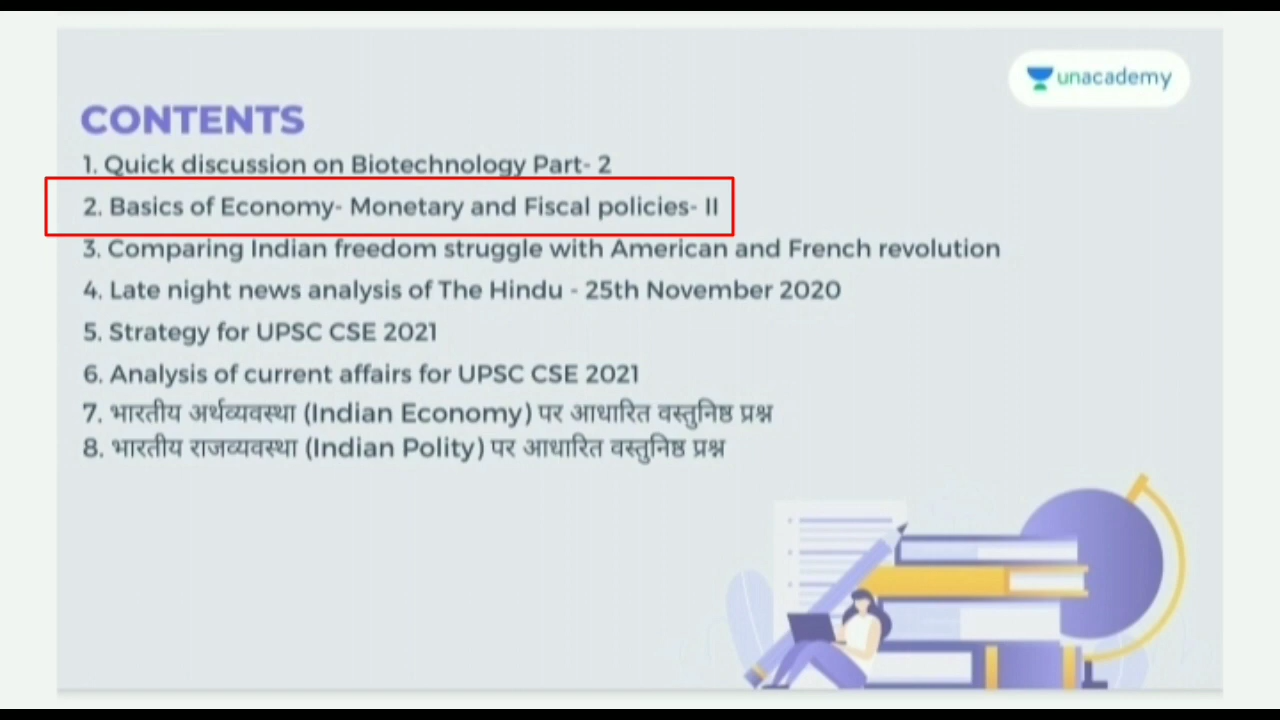 unacademy
CONTENTS
1. Quick discussion on Biotechnology Part- 2
2. Basics of Economy- Monetary and Fiscal policies- II
3. Comparing Indian freedom struggle with American and French revolution
4. Late night news analysis of The Hindu - 25th November 2020
5. Strategy for UPSC CSE 2021
6. Analysis of current affairs for UPSC CSE 2021
7. भारतीय अर्थव्यवस्था (Indian Economy) पर आधारित वस्तुनिष्ठ प्रश्न
8. भारतीय राजव्यवस्था (Indian Polity) पर आधारित वस्तुनिष्ठ प्रश्न